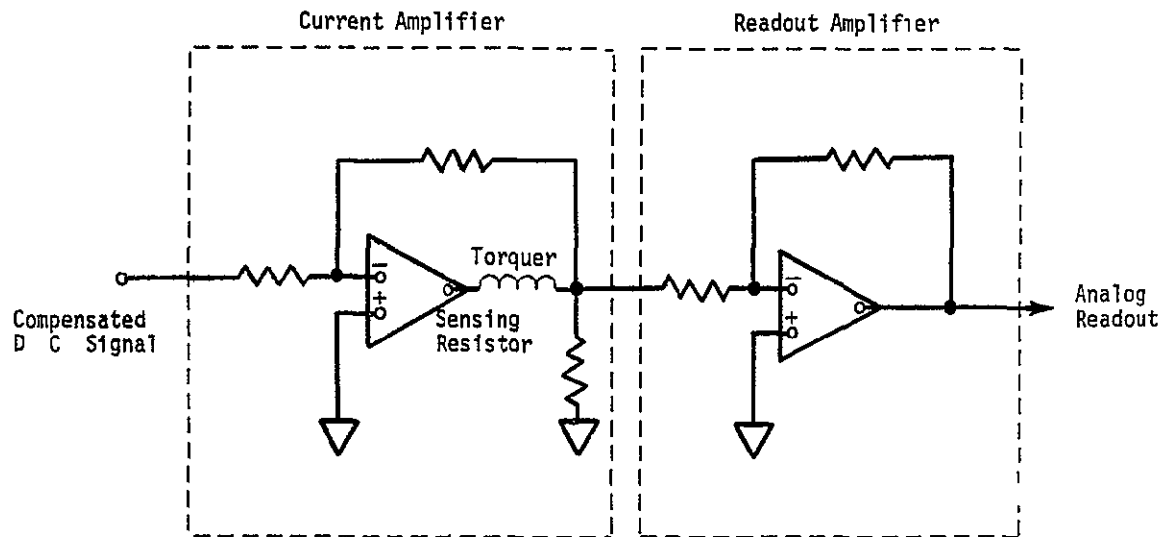 Current Amplifier
Readout Amplifier
Torquer
Sensing
Resistor
−
+
−
+
Compensated
D C Signal
Analog
Readout